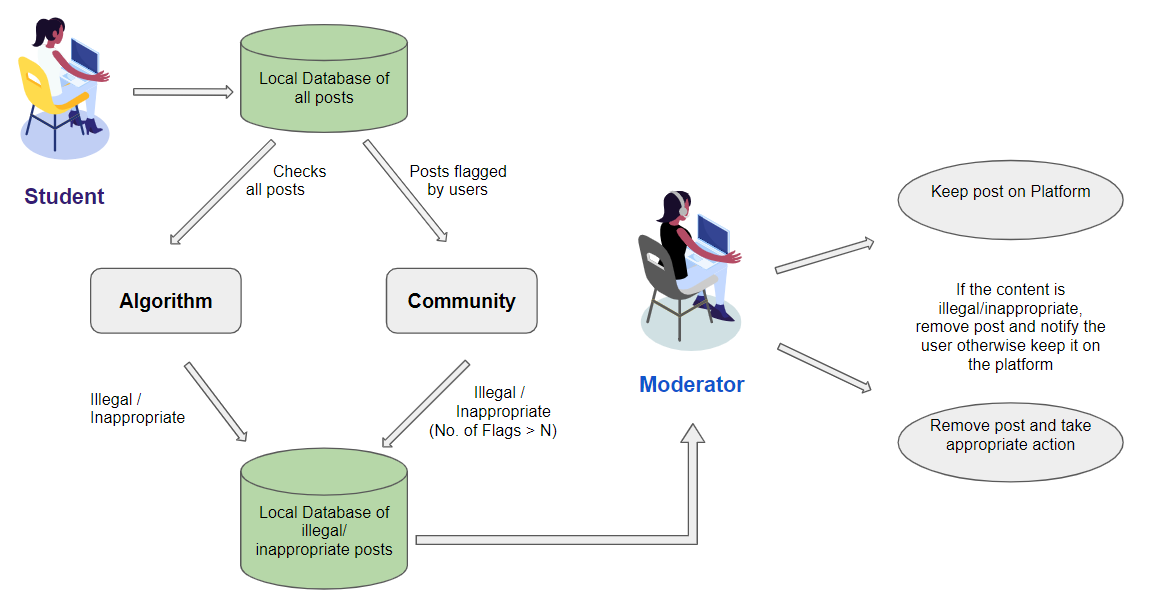 Local Database of
all posts
Student
Checks
all posts
Posts flagged
by users
Algorithm
Community
Illegal /
Inappropriate
Illegal /
Inappropriate
(No. of Flags > N)
Local Database of
illegal/
inappropriate posts
Moderator
Keep post on Platform
If the content is
illegal/inappropriate,
remove post and notify the
user otherwise keep it on
the platform
Remove post and take
appropriate action